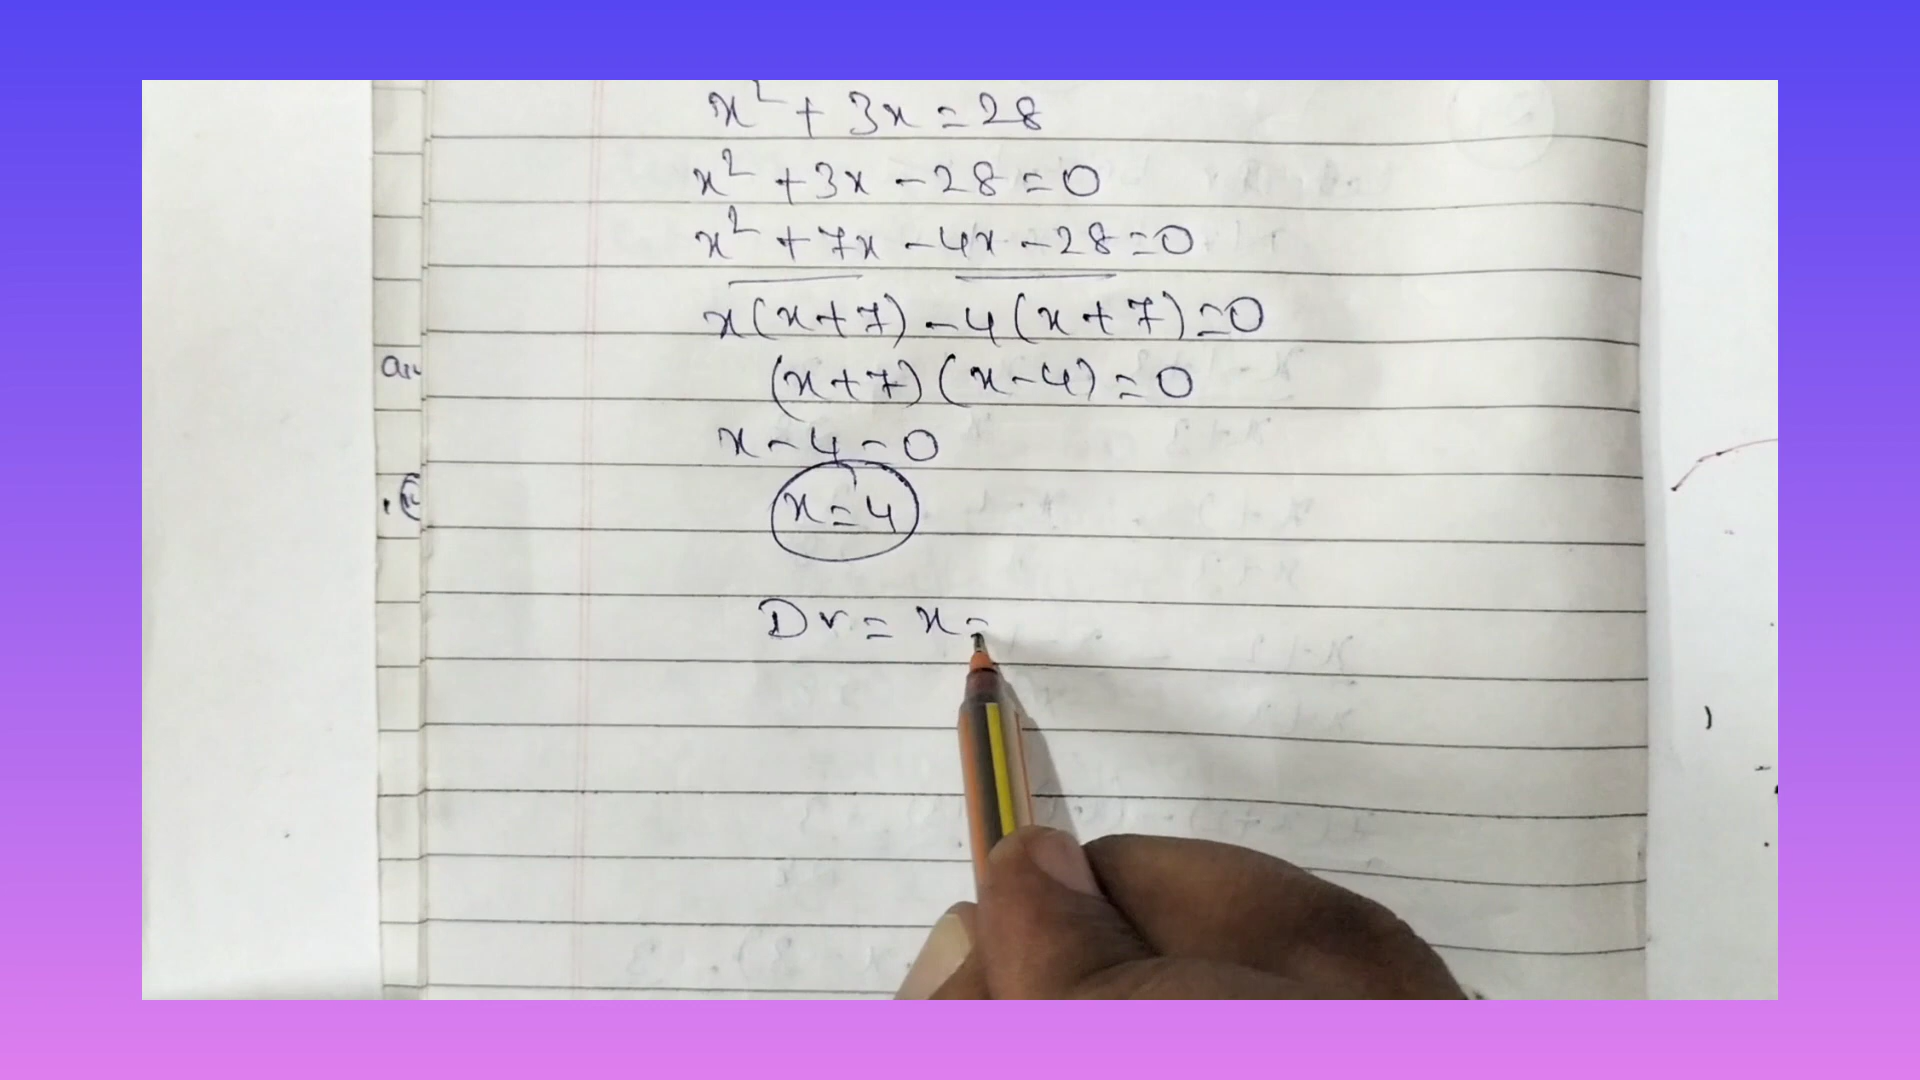 x² + 3x = 28
x² + 3x - 28 = 0
x² + 7x - 4x - 28 = 0
x(x+7) - 4(x+7) = 0
(x+7)(x-4) = 0
x - 4 - 0
x = 4
Dr = x =